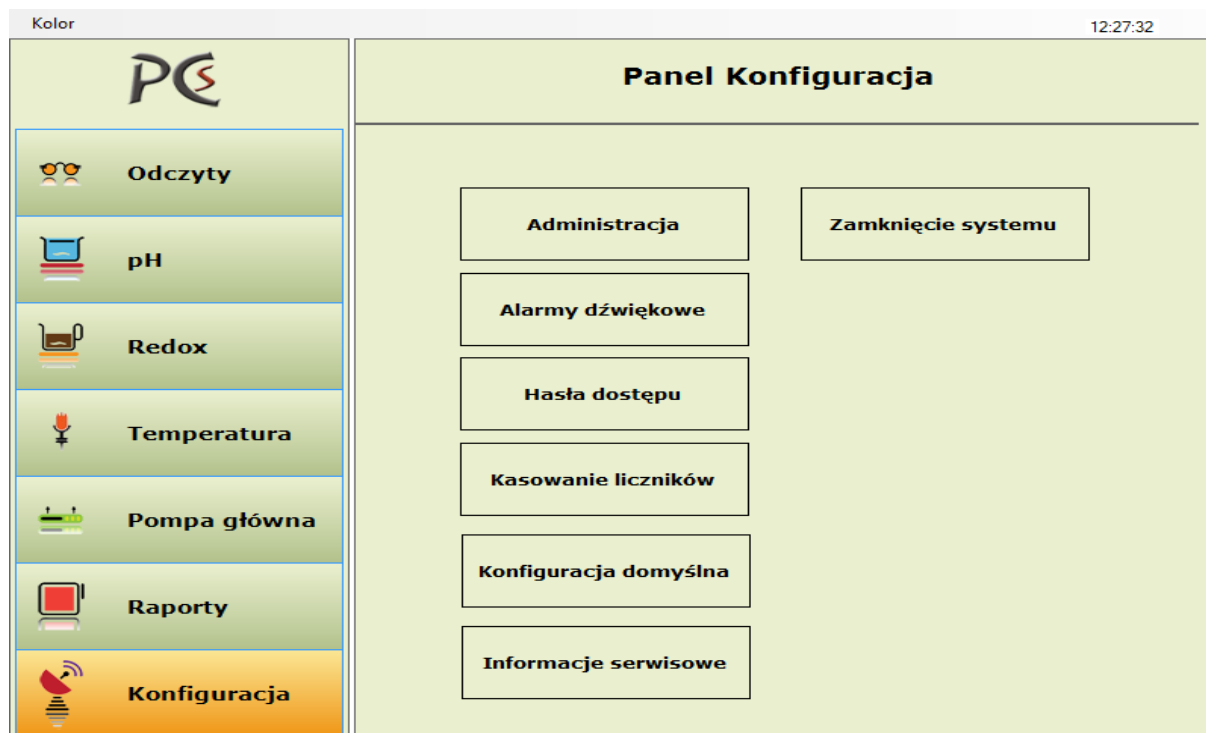 Kolor
12:27:32
PCs
Panel Konfiguracja
Odczyty
pH
Redox
Temperatura
Pompa główna
Raporty
Konfiguracja
Administracja
Zamknięcie systemu
Alarmy dźwiękowe
Hasła dostępu
Kasowanie liczników
Konfiguracja domyślna
Informacje serwisowe